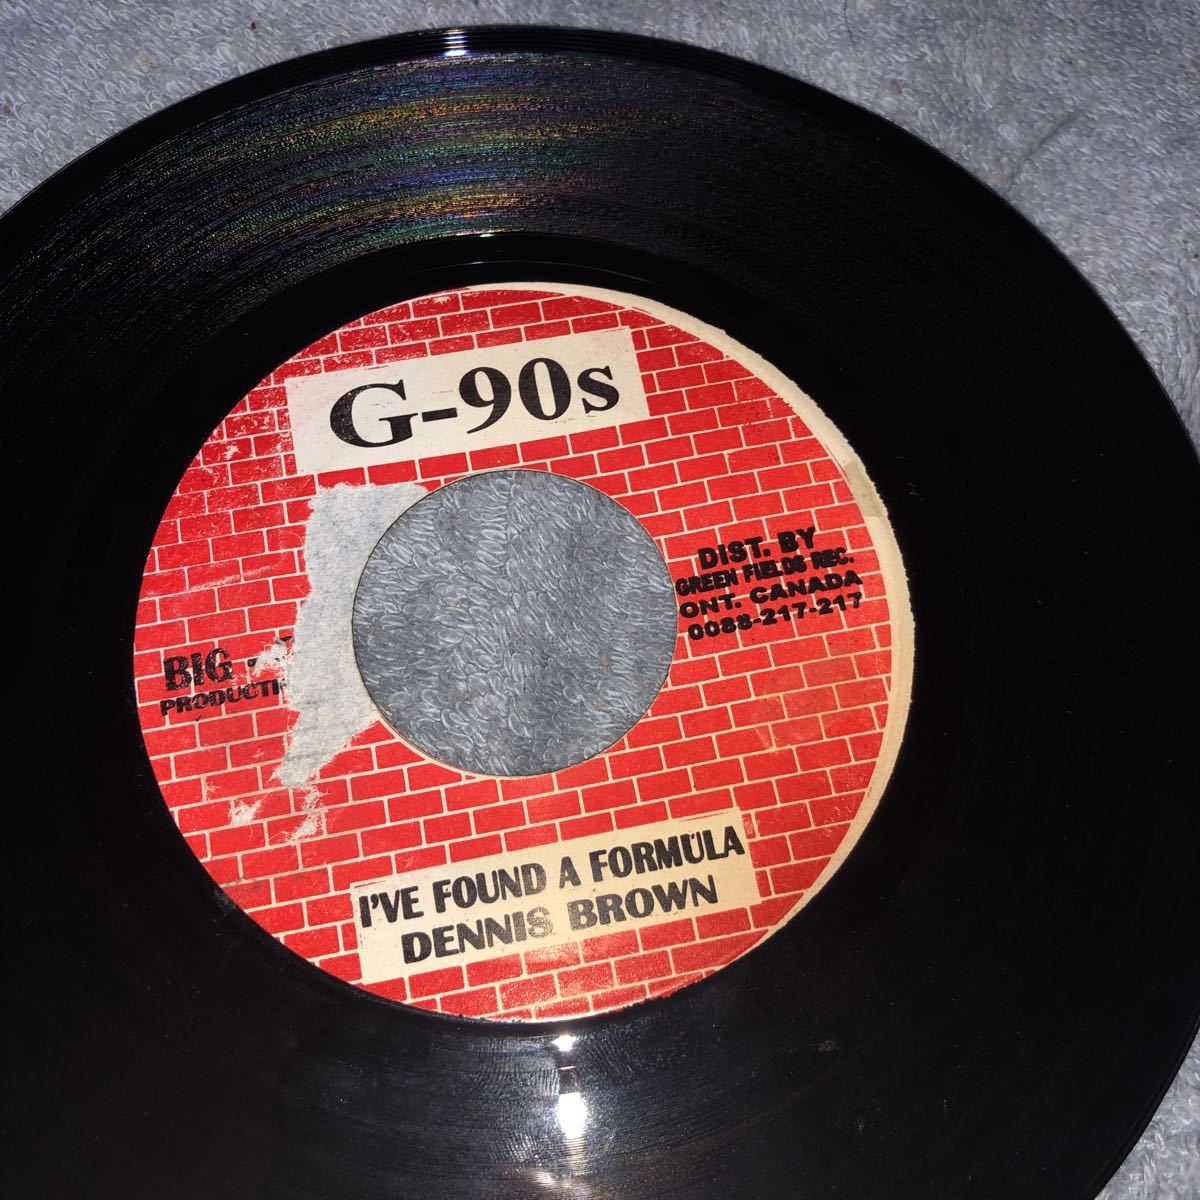 G-90s
DIST. BY
GREEN FIELDS REC.
ONT. CANADA
0088-217-217
BIG
I'VE FOUND A FORMULA
DENNIS BROWN